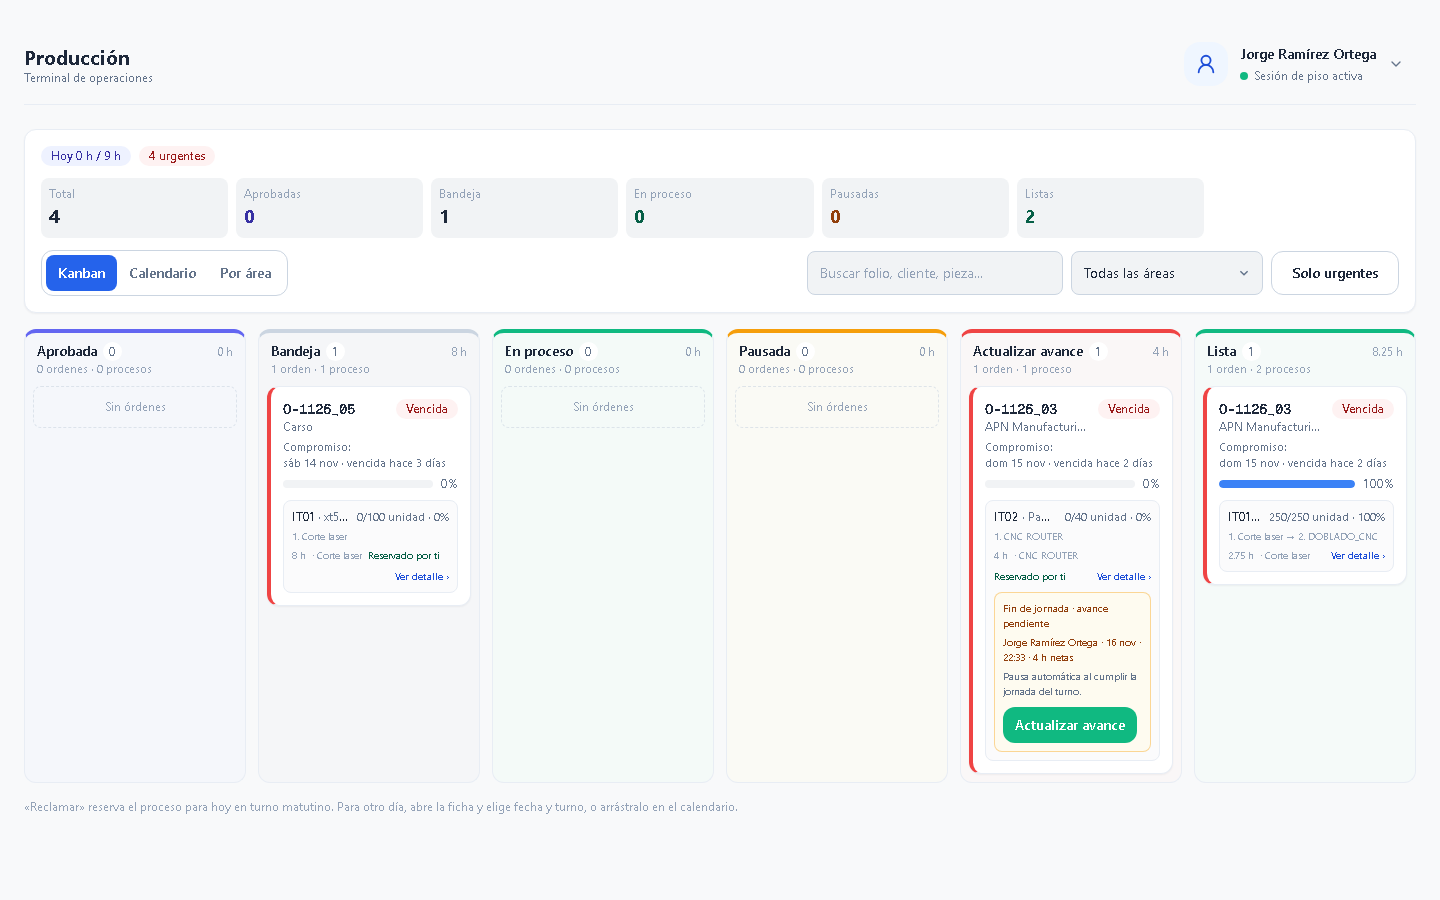 Producción
Terminal de operaciones
Jorge Ramírez Ortega
Sesión de piso activa
Hoy 0 h / 9 h
4 urgentes
Total
4
Aprobadas
0
Bandeja
1
En proceso
0
Pausadas
0
Listas
2
Kanban
Calendario
Por área
Buscar folio, cliente, pieza...
Todas las áreas
Solo urgentes
Aprobada 0 0 h
0 ordenes · 0 procesos
Sin órdenes
Bandeja 1 8 h
1 orden · 1 proceso
O-1126_05 Vencida
Carso
Compromiso:
sáb 14 nov · vencida hace 3 días
0%
IT01 · xt5... 0/100 unidad · 0%
1. Corte laser
8 h · Corte laser Reservado por ti
Ver detalle ›
En proceso 0 0 h
0 ordenes · 0 procesos
Sin órdenes
Pausada 0 0 h
0 ordenes · 0 procesos
Sin órdenes
Actualizar avance 1 4 h
1 orden · 1 proceso
O-1126_03 Vencida
APN Manufacturi...
Compromiso:
dom 15 nov · vencida hace 2 días
0%
IT02 · Pa... 0/40 unidad · 0%
1. CNC ROUTER
4 h · CNC ROUTER
Reservado por ti Ver detalle ›
Fin de jornada · avance
pendiente
Jorge Ramírez Ortega · 16 nov ·
22:33 · 4 h netas
Pausa automática al cumplir la
jornada del turno.
Actualizar avance
Lista 1 8.25 h
1 orden · 2 procesos
O-1126_03 Vencida
APN Manufacturi...
Compromiso:
dom 15 nov · vencida hace 2 días
100%
IT01... 250/250 unidad · 100%
1. Corte laser → 2. DOBLADO_CNC
2.75 h · Corte laser Ver detalle ›
«Reclamar» reserva el proceso para hoy en turno matutino. Para otro día, abre la ficha y elige fecha y turno, o arrástralo en el calendario.